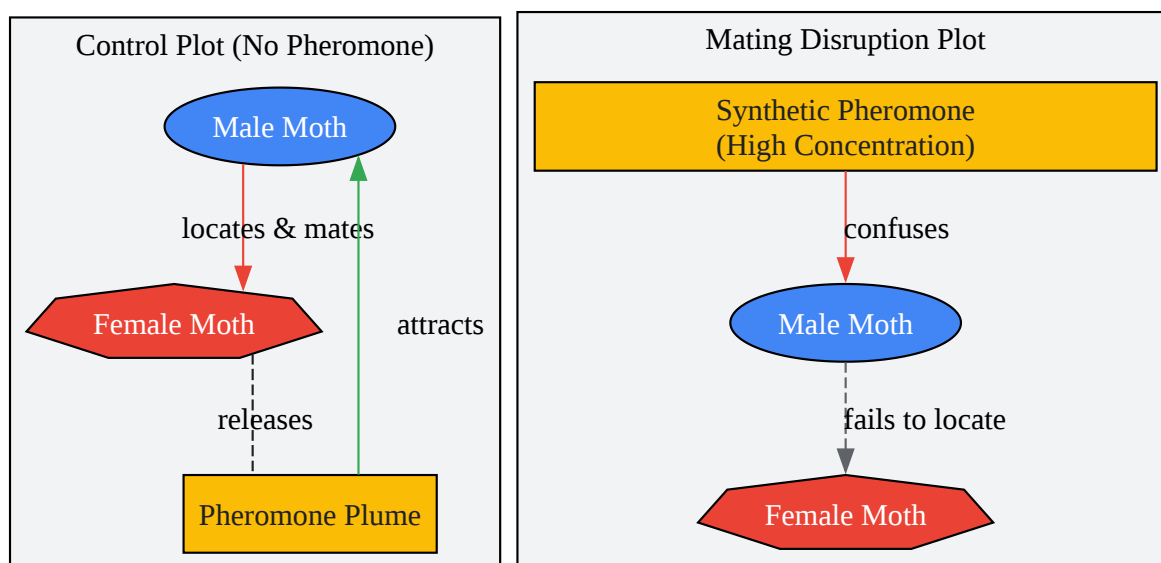 Control Plot (No Pheromone)
Male Moth
locates & mates
Female Moth
attracts
releases
Pheromone Plume
Mating Disruption Plot
Synthetic Pheromone
(High Concentration)
confuses
Male Moth
fails to locate
Female Moth